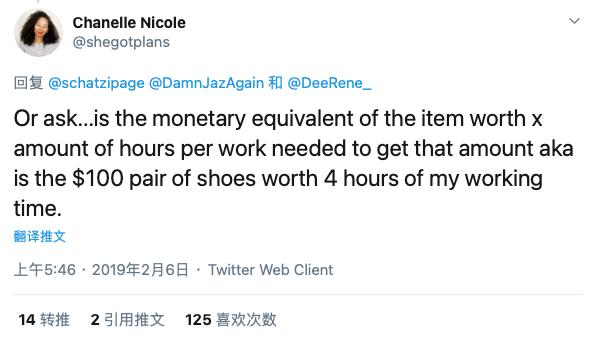 Chanelle Nicole
@shegotplans
回复 @schatzipage @DamnJazAgain 和 @DeeRene_
Or ask...is the monetary equivalent of the item worth x
amount of hours per work needed to get that amount aka
is the $100 pair of shoes worth 4 hours of my working
time.
翻译推文
上午5:46 · 2019年2月6日 · Twitter Web Client
14 转推 2 引用推文 125 喜欢次数